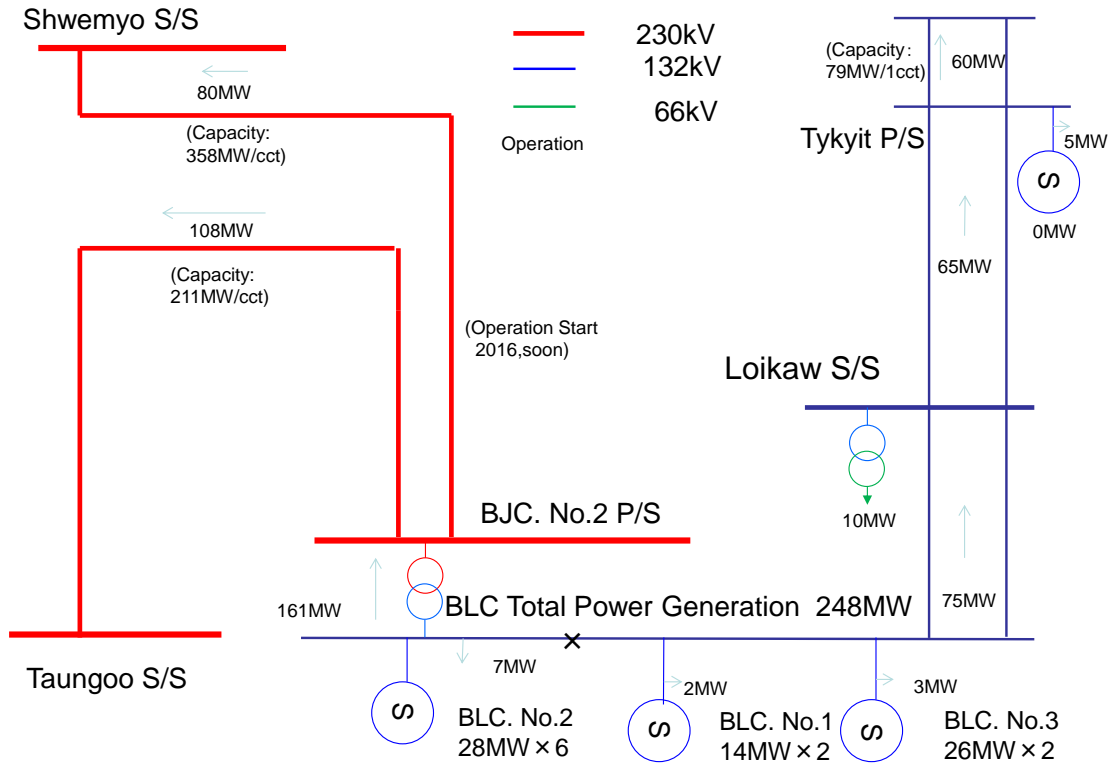 Shwemyo S/S
230kV
132kV
66kV
Operation
80MW
(Capacity:
358MW/cct)
(Capacity:
79MW/1cct)
60MW
Tykyit P/S
5MW
S
0MW
108MW
(Capacity:
211MW/cct)
65MW
(Operation Start
2016,soon)
Loikaw S/S
10MW
BJC. No.2 P/S
161MW
BLC Total Power Generation 248MW
75MW
7MW
2MW
3MW
Taungoo S/S
S
BLC. No.2
28MW×6
S
BLC. No.1
14MW×2
S
BLC. No.3
26MW×2